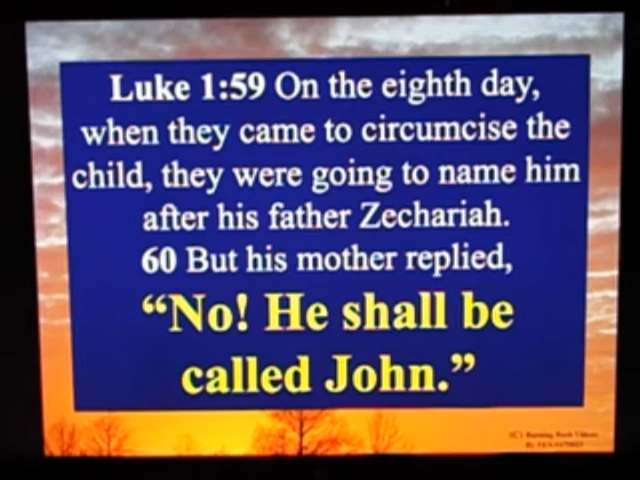 Luke 1:59 On the eighth day,
when they came to circumcise the
child, they were going to name him
after his father Zechariah.
60 But his mother replied,
“No! He shall be
called John.”